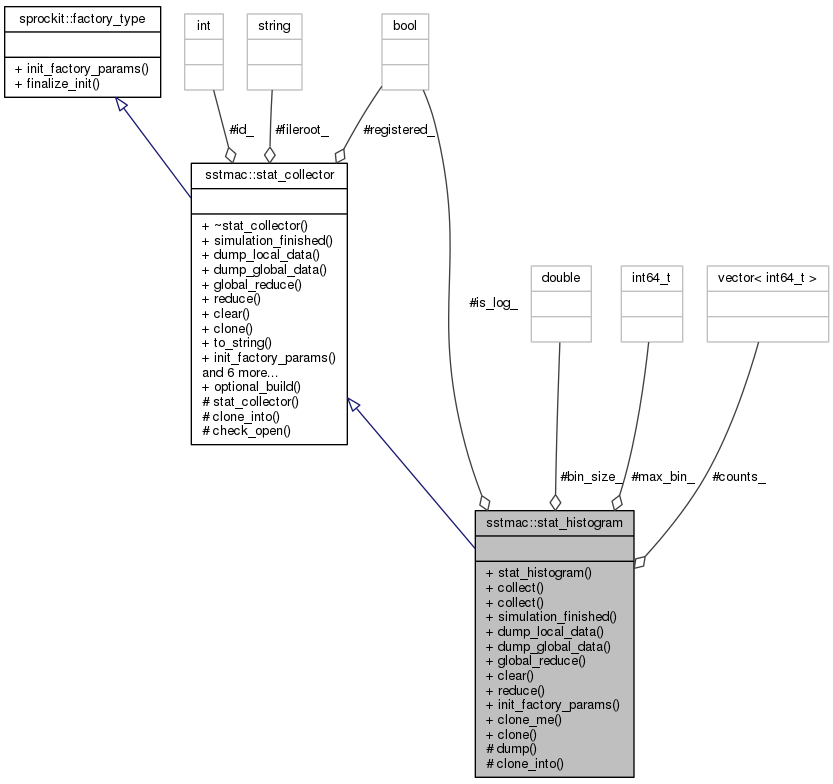 sprockit::factory_type
+ init_factory_params()
+ finalize_init()
int
string
bool
#id_
#fileroot_
#registered_
sstmac::stat_collector
+ ~stat_collector()
+ simulation_finished()
+ dump_local_data()
+ dump_global_data()
+ global_reduce()
+ reduce()
+ clear()
+ clone()
+ to_string()
+ init_factory_params()
and 6 more...
+ optional_build()
# stat_collector()
# clone_into()
# check_open()
double
int64_t
vector< int64_t >
#is_log_
#bin_size_
#max_bin_
#counts_
sstmac::stat_histogram
+ stat_histogram()
+ collect()
+ collect()
+ simulation_finished()
+ dump_local_data()
+ dump_global_data()
+ global_reduce()
+ clear()
+ reduce()
+ init_factory_params()
+ clone_me()
+ clone()
# dump()
# clone_into()